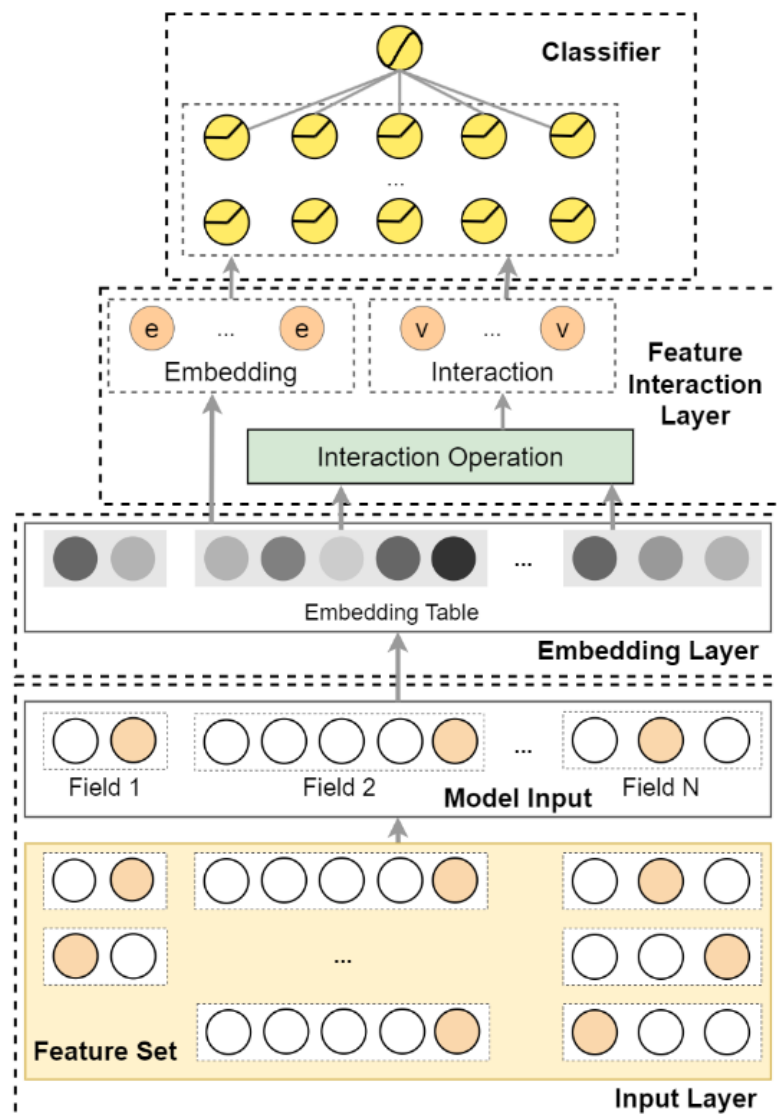 Classifier
...
e ... e
v ... v
Embedding
Interaction
Feature
Interaction
Layer
Interaction Operation
...
Embedding Table
Embedding Layer
...
Field 1
Field 2
Field N
Model Input
...
Feature Set
Input Layer